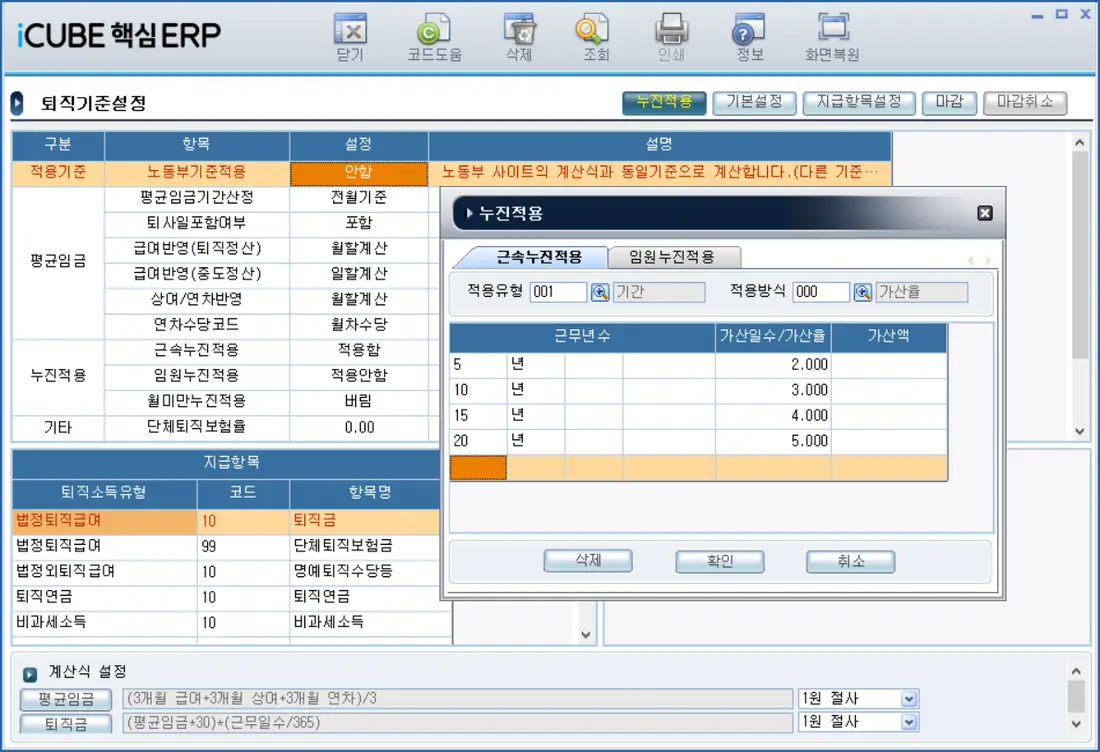 iCUBE 핵심 ERP
닫기 코드도움 삭제 조회 인쇄 정보 화면복원
퇴직기준설정
누진적용 기본설정 지급항목설정 마감 마감취소
구분 항목 설정 설명
적용기준 노동부기준적용 안함 노동부 사이트의 계산식과 동일기준으로 계산합니다.(다른 기준…
평균임금기간산정 전월기준
퇴사일포함여부 포함
급여반영(퇴직정산) 월할계산
평균임금
급여반영(중도정산) 일할계산
상여/연차반영 월할계산
연차수당코드 월차수당
근속누진적용 적용함
누진적용 임원누진적용 적용안함
월미만누진적용 버림
기타 단체퇴직보험률 0.00
누진적용
근속누진적용 임원누진적용
적용유형 001 기간 적용방식 000 가산율
근무년수 가산일수/가산율 가산액
5 년 2.000
10 년 3.000
15 년 4.000
20 년 5.000
삭제 확인 취소
지급항목
퇴직소득유형 코드 항목명
법정퇴직급여 10 퇴직금
법정퇴직급여 99 단체퇴직보험금
법정외퇴직급여 10 명예퇴직수당등
퇴직연금 10 퇴직연금
비과세소득 10 비과세소득
계산식 설정
평균임금 (3개월 급여+3개월 상여+3개월 연차)/3 1원 절사
퇴직금 (평균임금*30)*(근무일수/365) 1원 절사